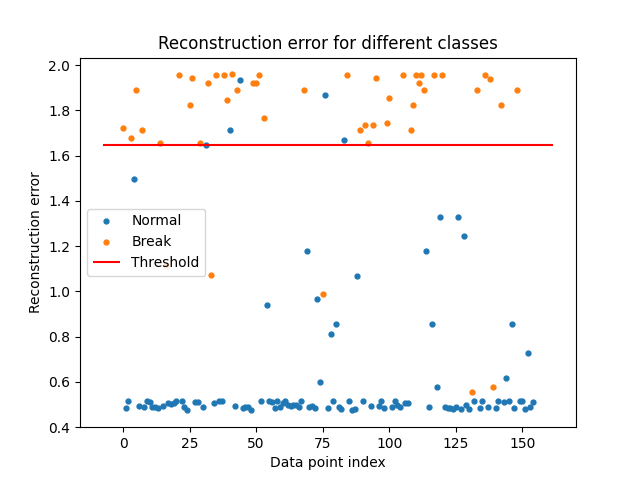 Reconstruction error for different classes
2.0
1.8
1.6
1.4
1.2
1.0
0.8
0.6
0.4
Reconstruction error
Normal
Break
Threshold
0 25 50 75 100 125 150
Data point index